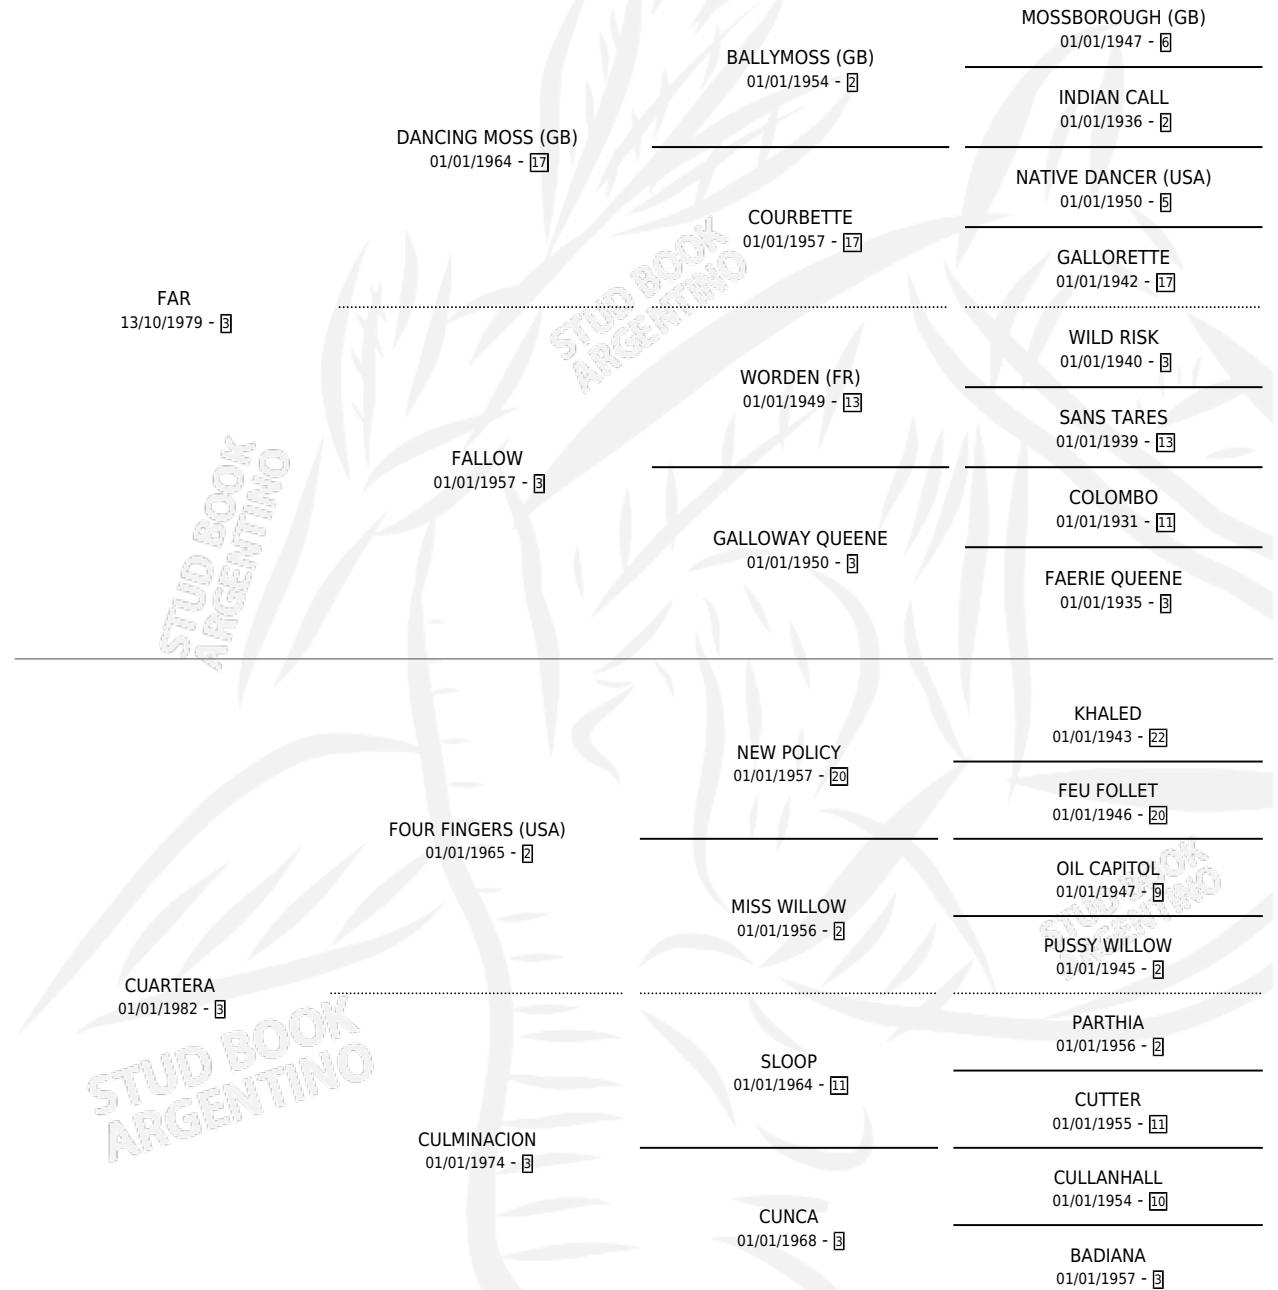 MOSSBOROUGH (GB)
01/01/1947 - 6
BALLYMOSS (GB)
01/01/1954 - 2
INDIAN CALL
01/01/1936 - 2
DANCING MOSS (GB)
01/01/1964 - 17
NATIVE DANCER (USA)
01/01/1950 - 5
COURBETTE
01/01/1957 - 17
GALLORETTE
01/01/1942 - 17
FAR
13/10/1979 - 3
WILD RISK
01/01/1940 - 3
WORDEN (FR)
01/01/1949 - 13
SANS TARES
01/01/1939 - 13
FALLOW
01/01/1957 - 3
COLOMBO
01/01/1931 - 11
GALLOWAY QUEENE
01/01/1950 - 3
FAERIE QUEENE
01/01/1935 - 3
STUD BOOK
ARGENTINO
STUD BOOK
ARGENTINO
KHALED
01/01/1943 - 22
NEW POLICY
01/01/1957 - 20
FEU FOLLET
01/01/1946 - 20
FOUR FINGERS (USA)
01/01/1965 - 2
OIL CAPITOL
01/01/1947 - 9
MISS WILLOW
01/01/1956 - 2
PUSSY WILLOW
01/01/1945 - 2
CUARTERA
01/01/1982 - 3
PARTHIA
01/01/1956 - 2
SLOOP
01/01/1964 - 11
CUTTER
01/01/1955 - 11
CULMINACION
01/01/1974 - 3
CULLANHALL
01/01/1954 - 10
CUNCA
01/01/1968 - 3
BADIANA
01/01/1957 - 3
STUD BOOK
ARGENTINO
STUD BOOK
ARGENTINO